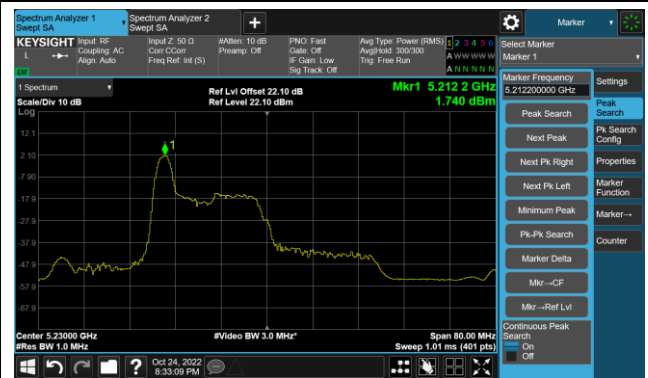 Spectrum Analyzer 1
Swept SA
Spectrum Analyzer 2
Swept SA
+
Marker
KEYSIGHT
L
LXI
Input: RF
Coupling: AC
Align: Auto
Input Z: 50 Ω
Corr CCorr
Freq Ref: Int (S)
#Atten: 10 dB
Preamp: Off
PNO: Fast
Gate: Off
IF Gain: Low
Sig Track: Off
Avg Type: Power (RMS)
Avg|Hold: 300/300
Trig: Free Run
1 2 3 4 5 6
A W W W W W
A N N N N N
Select Marker
Marker 1
1 Spectrum
Scale/Div 10 dB
Log
Ref Lvl Offset 22.10 dB
Ref Level 22.10 dBm
Mkr1 5.212 2 GHz
1.740 dBm
12.1
2.10
-7.90
-17.9
-27.9
-37.9
-47.9
-57.9
-67.9
1
Center 5.23000 GHz
#Res BW 1.0 MHz
#Video BW 3.0 MHz*
Span 80.00 MHz
Sweep 1.01 ms (401 pts)
Marker Frequency
5.212200000 GHz
Peak Search
Next Peak
Next Pk Right
Next Pk Left
Minimum Peak
Pk-Pk Search
Marker Delta
Mkr→CF
Mkr→Ref Lvl
Continuous Peak
Search
On
Off
Settings
Peak
Search
Pk Search
Config
Properties
Marker
Function
Marker→
Counter
?
Oct 24, 2022
8:33:09 PM